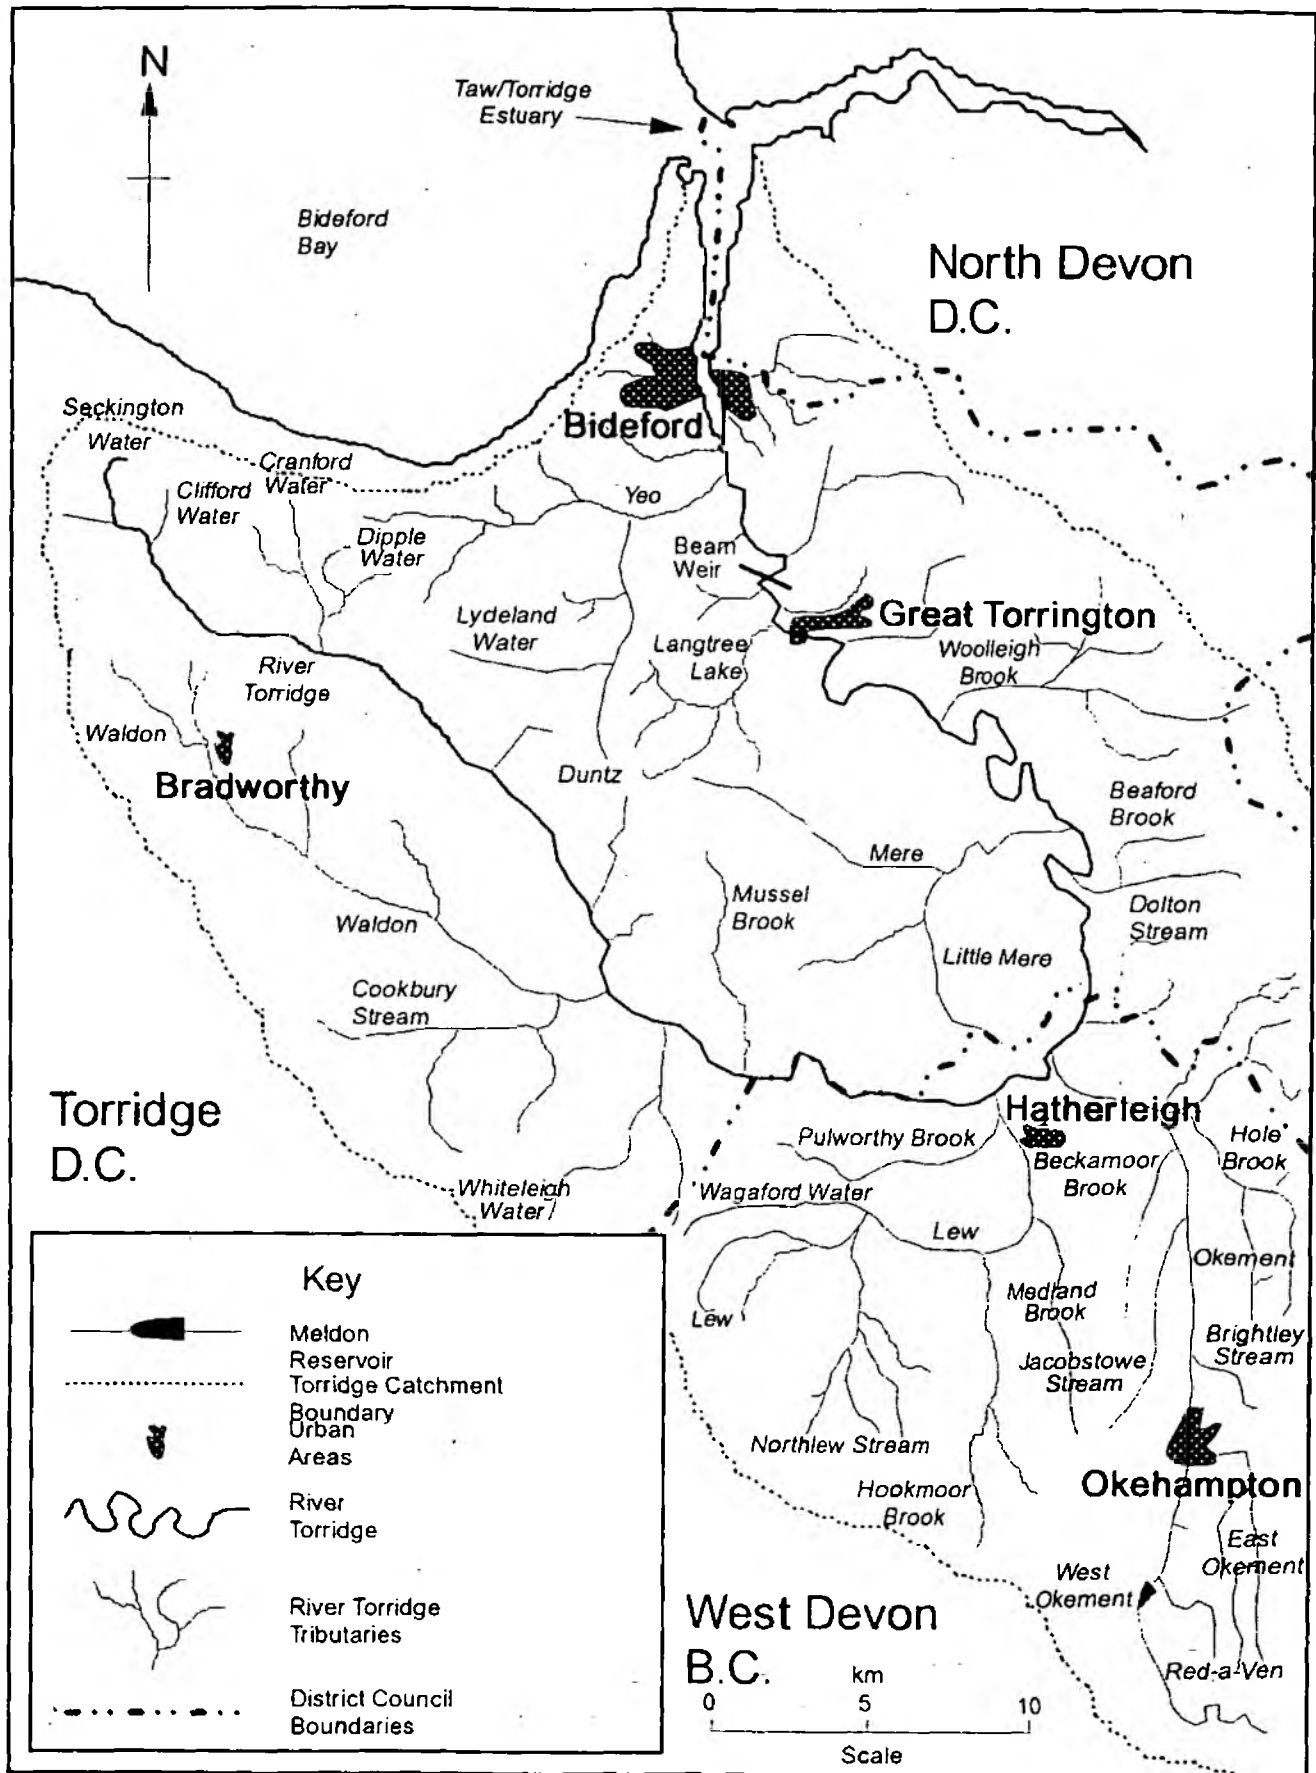 N
Taw/Torridge
Estuary
Bideford
Bay
North Devon
D.C.
Seckington
Water
Cranford
Water
Clifford
Water
Dipple
Water
Bideford
Yeo
Beam
Weir
Great Torrington
Lydeland
Water
Langtree
Lake
Woolleigh
Brook
River
Torridge
Waldon
Bradworthy
Duntz
Beaford
Brook
Mere
Mussel
Brook
Waldon
Dolton
Stream
Little Mere
Cookbury
Stream
Torridge
D.C.
Hatherleigh
Pulworthy Brook
Beckamoor
Brook
Hole
Brook
Whiteleigh
Water
Wagaford Water
Lew
Okement
Lew
Medland
Brook
Jacobstowe
Stream
Brightley
Stream
Northlew Stream
Hookmoor
Brook
Okehampton
East
Okement
West
Okement
Red-a-Ven
West Devon
B.C.
km
0 5 10
Scale
Key
Meldon
Reservoir
Torridge Catchment
Boundary
Urban
Areas
River
Torridge
River Torridge
Tributaries
District Council
Boundaries